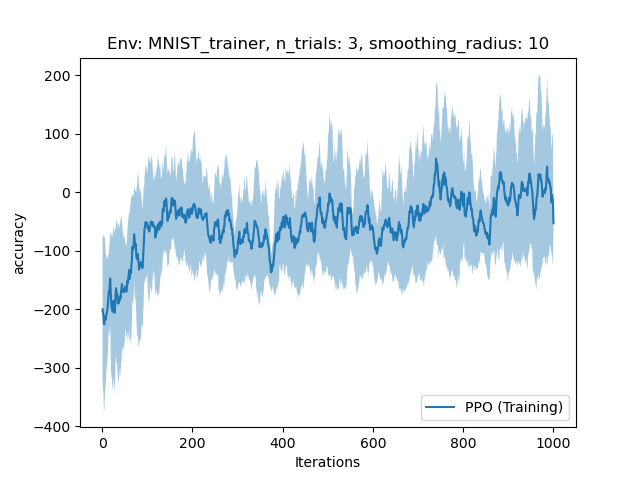 Env: MNIST_trainer, n_trials: 3, smoothing_radius: 10
200
100
0
−100
−200
−300
−400
accuracy
0 200 400 600 800 1000
Iterations
PPO (Training)